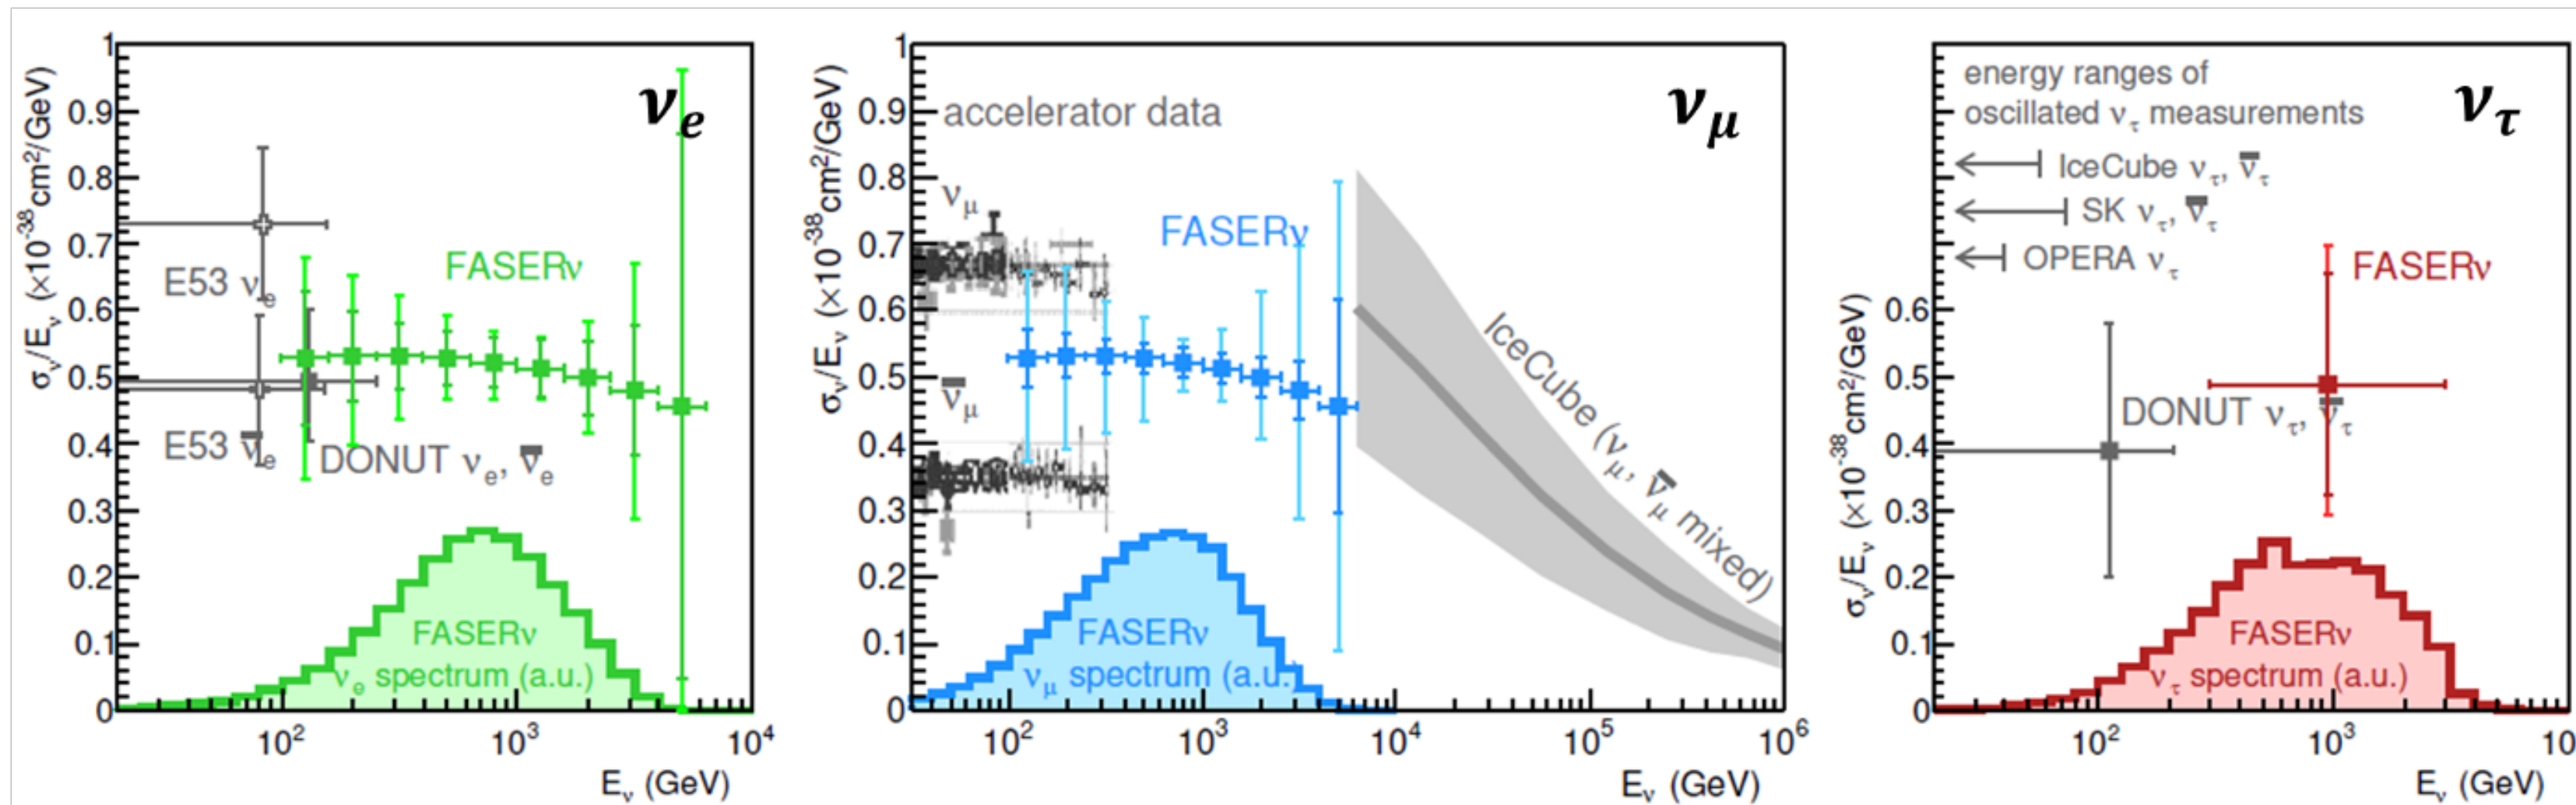 σν/Eν (×10⁻³⁸cm²/GeV)
1
0.9
0.8
0.7
0.6
0.5
0.4
0.3
0.2
0.1
0
νe
E53 νe
FASERν
E53 ν̅e
DONUT νe, ν̅e
FASERν
νe spectrum (a.u.)
10² 10³ 10⁴
Eν (GeV)
σν/Eν (×10⁻³⁸cm²/GeV)
1
0.9
0.8
0.7
0.6
0.5
0.4
0.3
0.2
0.1
0
accelerator data
νμ
νμ
FASERν
ν̅μ
IceCube (νμ, ν̅μ mixed)
FASERν
νμ spectrum (a.u.)
10² 10³ 10⁴ 10⁵ 10⁶
Eν (GeV)
σν/Eν (×10⁻³⁸cm²/GeV)
0.6
0.5
0.4
0.3
0.2
0.1
0
energy ranges of
oscillated ντ measurements
ντ
IceCube ντ, ν̅τ
SK ντ, ν̅τ
OPERA ντ
FASERν
DONUT ντ, ν̅τ
FASERν
ντ spectrum (a.u.)
10² 10³ 10
Eν (GeV)